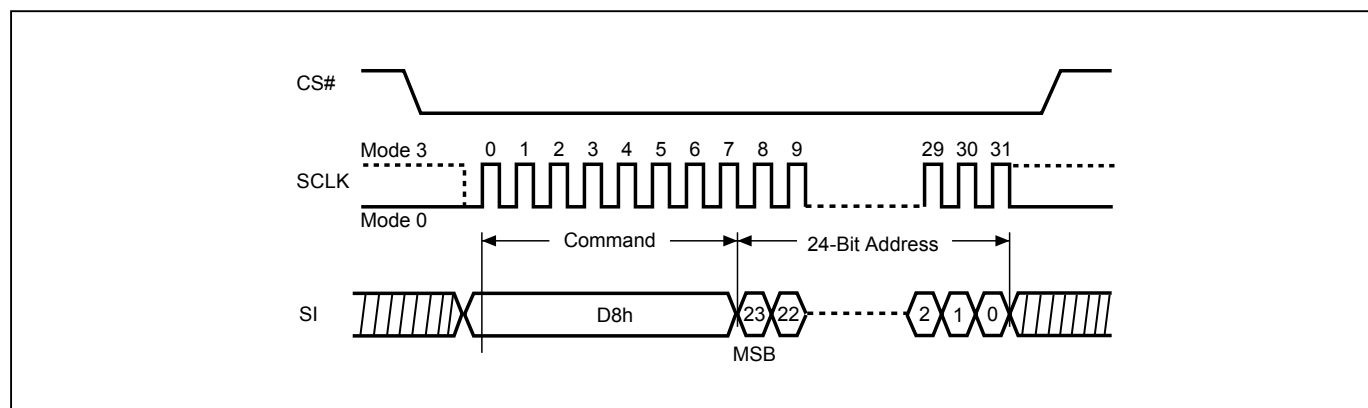 CS#
Mode 3
0 1 2 3 4 5 6 7 8 9 29 30 31
SCLK
Mode 0
Command 24-Bit Address
SI D8h 23 22 2 1 0
MSB